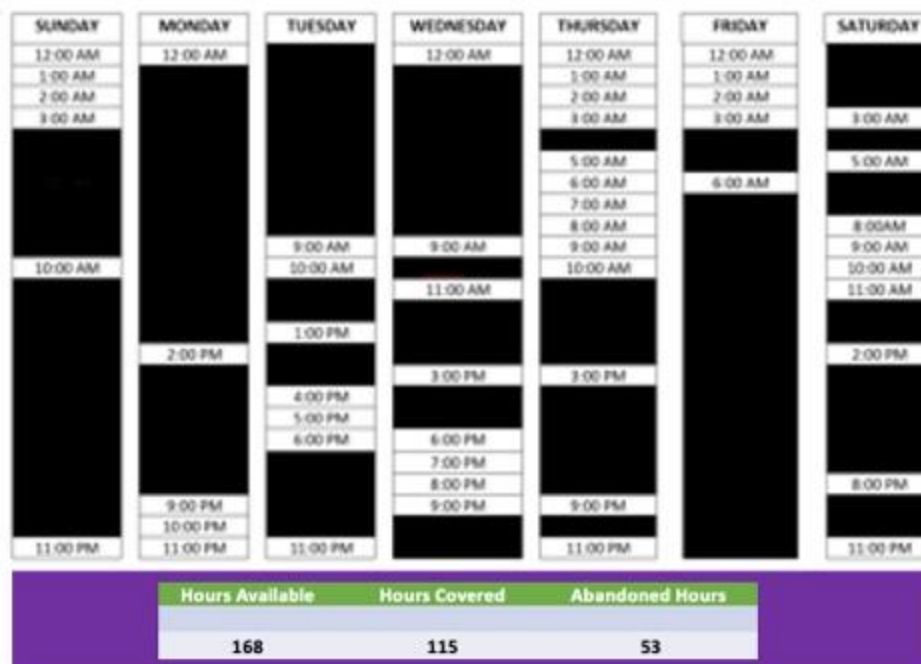 SUNDAY MONDAY TUESDAY WEDNESDAY THURSDAY FRIDAY SATURDAY
12:00 AM 12:00 AM 12:00 AM 12:00 AM 12:00 AM
1:00 AM 1:00 AM 1:00 AM
2:00 AM 2:00 AM 2:00 AM
3:00 AM 3:00 AM 3:00 AM 3:00 AM
5:00 AM 5:00 AM
6:00 AM 6:00 AM
7:00 AM
8:00 AM 8:00AM
9:00 AM 9:00 AM 9:00 AM 9:00 AM
10:00 AM 10:00 AM 10:00 AM 10:00 AM
11:00 AM 11:00 AM
1:00 PM
2:00 PM 2:00 PM
3:00 PM 3:00 PM
4:00 PM
5:00 PM
6:00 PM 6:00 PM
7:00 PM
8:00 PM 8:00 PM
9:00 PM 9:00 PM 9:00 PM
10:00 PM
11:00 PM 11:00 PM 11:00 PM 11:00 PM 11:00 PM
Hours Available Hours Covered Abandoned Hours
168 115 53